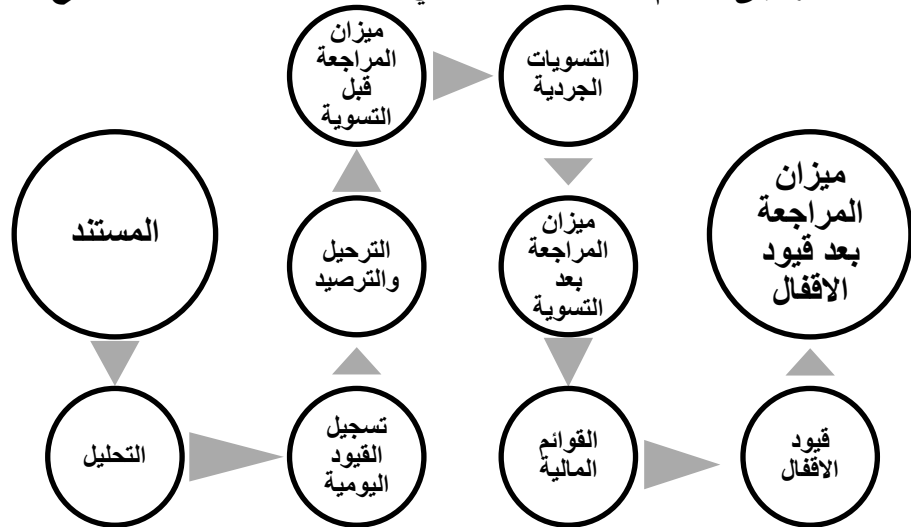 المستند
التحليل
تسجيل
القيود
اليومية
الترحيل
والترصيد
ميزان
المراجعة
قبل
التسوية
التسويات
الجردية
ميزان
المراجعة
بعد
التسوية
القوائم
المالية
قيود
الاقفال
ميزان
المراجعة
بعد قيود
الاقفال